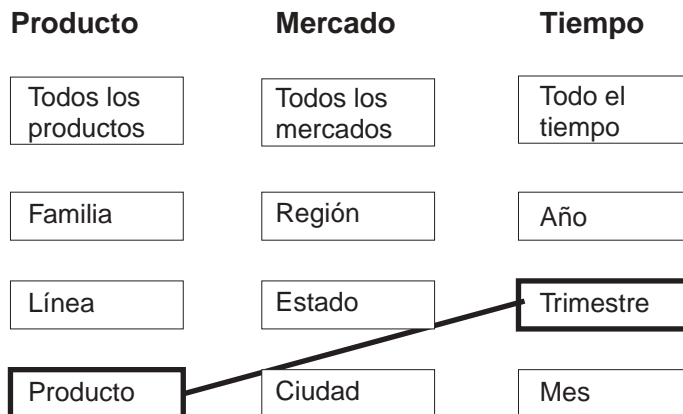 Producto Mercado Tiempo
Todos los
productos
Todos los
mercados
Todo el
tiempo
Familia Región Año
Línea Estado Trimestre
Producto Ciudad Mes